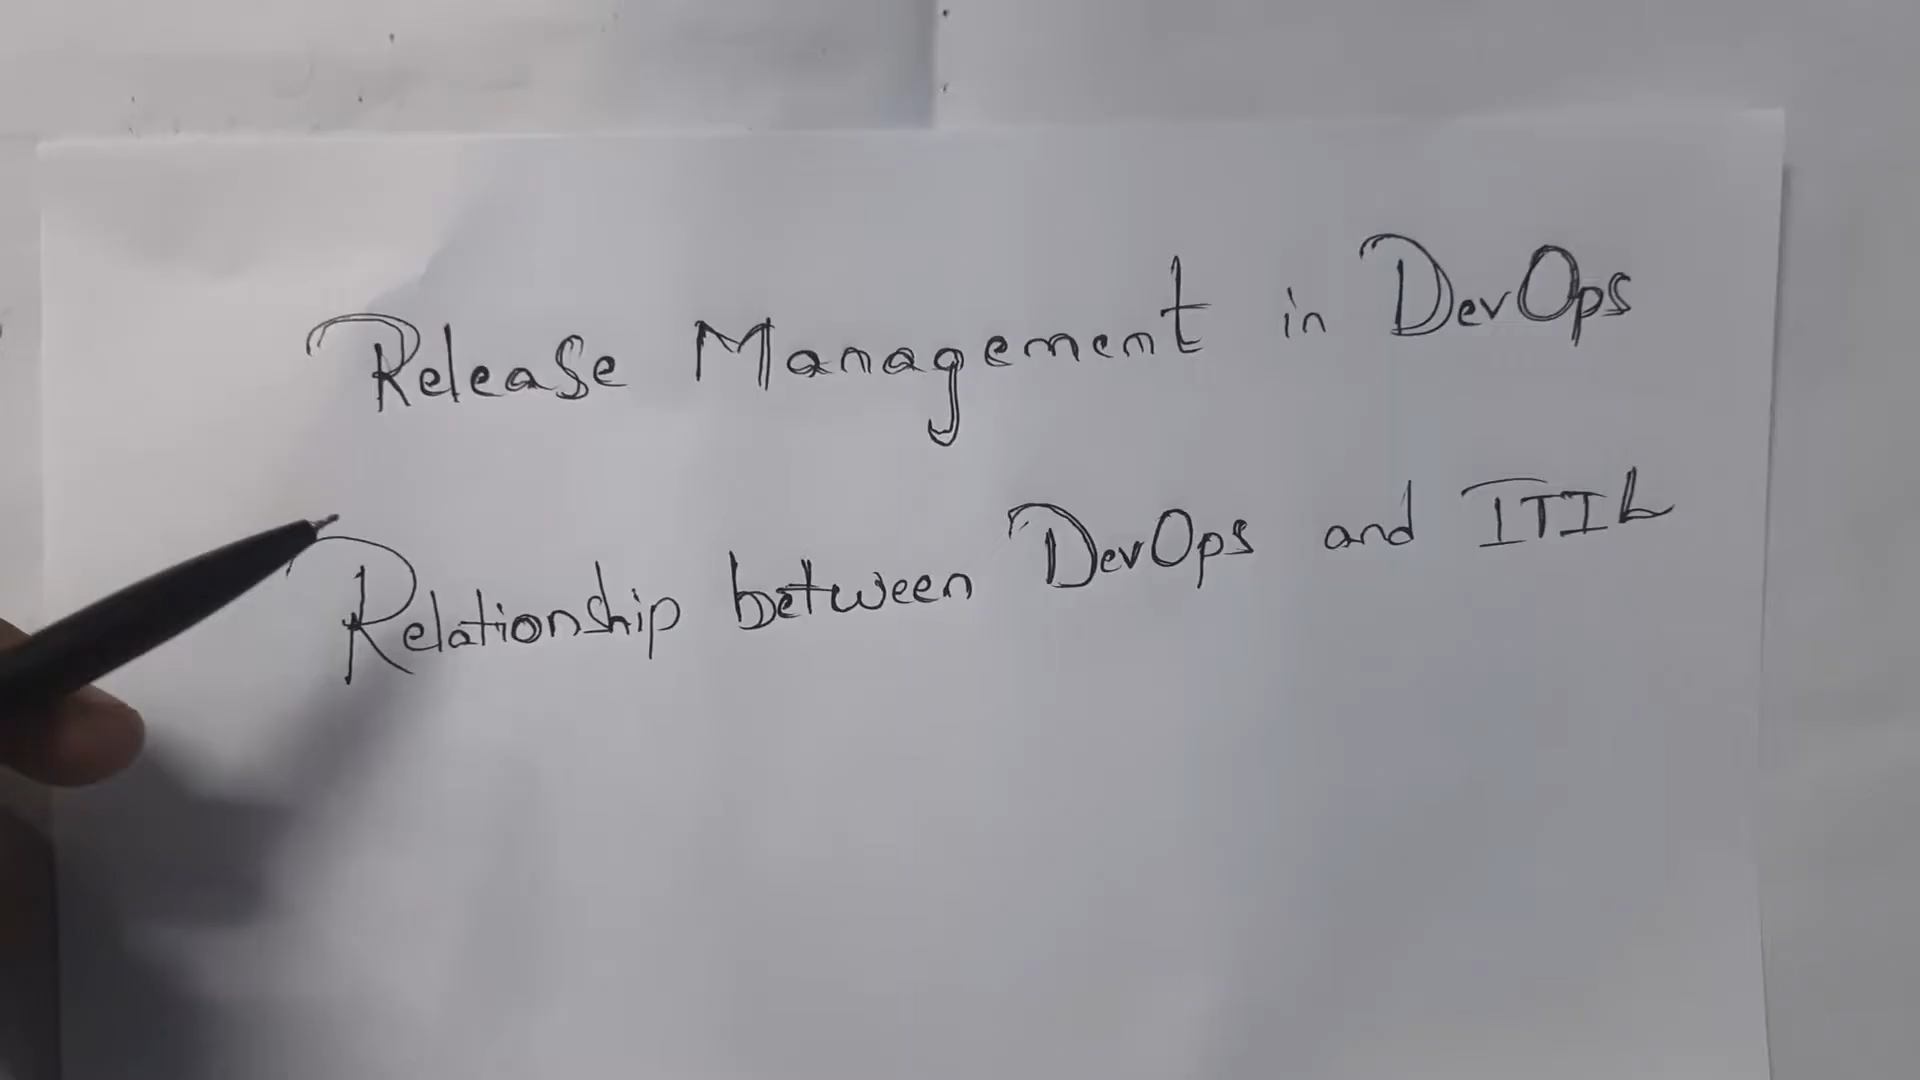 Release Management in DevOps
Relationship between DevOps and ITIL